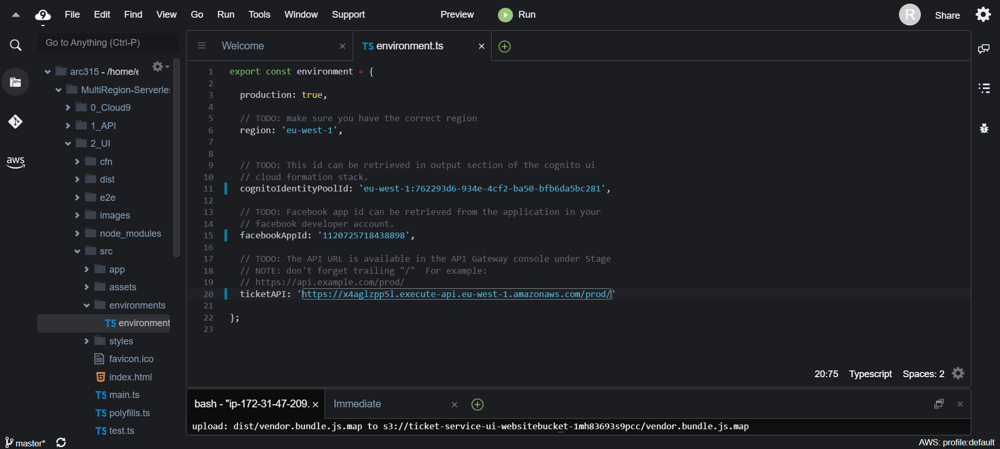 9 File Edit Find View Go Run Tools Window Support Preview Run R Share
Go to Anything (Ctrl-P)
Welcome
TS environment.ts
arc315 - /home/e
MultiRegion-Serverles
0_Cloud9
1_API
2_UI
cfn
dist
e2e
images
node_modules
src
app
assets
environments
TS environment
styles
favicon.ico
index.html
TS main.ts
TS polyfills.ts
TS test.ts
aws
1 export const environment = {
2
3 production: true,
4
5 // TODO: make sure you have the correct region
6 region: 'eu-west-1',
7
8
9 // TODO: This id can be retrieved in output section of the cognito ui
10 // cloud formation stack.
11 cognitoIdentityPoolId: 'eu-west-1:762293d6-934e-4cf2-ba50-bfb6da5bc281',
12
13 // TODO: Facebook app id can be retrieved from the application in your
14 // facebook developer account.
15 facebookAppId: '1120725718438898',
16
17 // TODO: The API URL is available in the API Gateway console under Stage
18 // NOTE: don't forget trailing "/" For example:
19 // https://api.example.com/prod/
20 ticketAPI: 'https://x4aglzpp5l.execute-api.eu-west-1.amazonaws.com/prod/'
21
22 };
23
20:75 Typescript Spaces: 2
bash - "ip-172-31-47-209.
Immediate
upload: dist/vendor.bundle.js.map to s3://ticket-service-ui-websitebucket-1mh83693s9pcc/vendor.bundle.js.map
master*
AWS: profile:default